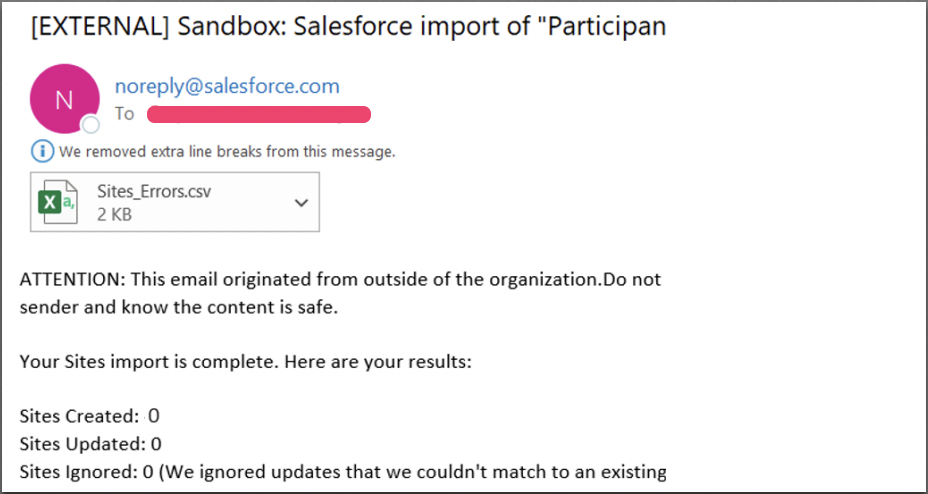 [EXTERNAL] Sandbox: Salesforce import of "Participan
N
noreply@salesforce.com
To
We removed extra line breaks from this message.
Sites_Errors.csv
2 KB
ATTENTION: This email originated from outside of the organization.Do not
sender and know the content is safe.
Your Sites import is complete. Here are your results:
Sites Created: 0
Sites Updated: 0
Sites Ignored: 0 (We ignored updates that we couldn't match to an existing